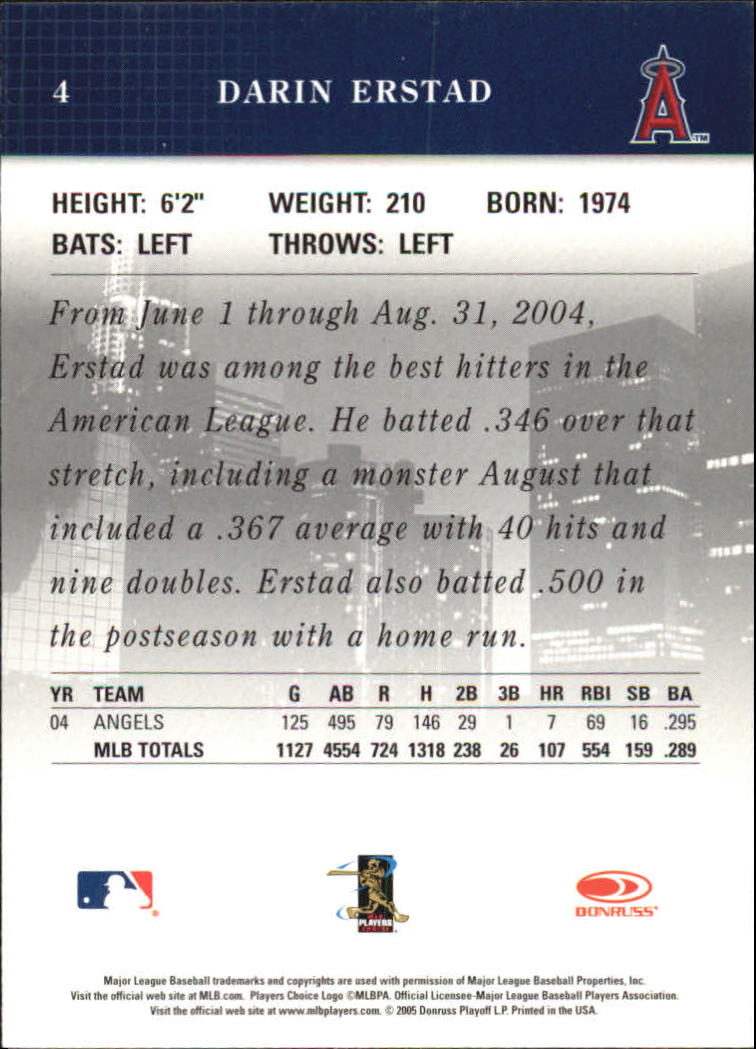 4 DARIN ERSTAD A TM
HEIGHT: 6'2" WEIGHT: 210 BORN: 1974
BATS: LEFT THROWS: LEFT
From June 1 through Aug. 31, 2004,
Erstad was among the best hitters in the
American League. He batted .346 over that
stretch, including a monster August that
included a .367 average with 40 hits and
nine doubles. Erstad also batted .500 in
the postseason with a home run.
YR TEAM G AB R H 2B 3B HR RBI SB BA
04 ANGELS 125 495 79 146 29 1 7 69 16 .295
MLB TOTALS 1127 4554 724 1318 238 26 107 554 159 .289
PLAYERS
DONRUSS
Major League Baseball trademarks and copyrights are used with permission of Major League Baseball Properties, Inc.
Visit the official web site at MLB.com. Players Choice Logo ©MLBPA. Official Licensee-Major League Baseball Players Association.
Visit the official web site at www.mlbplayers.com. © 2005 Donruss Playoff L.P. Printed in the USA.